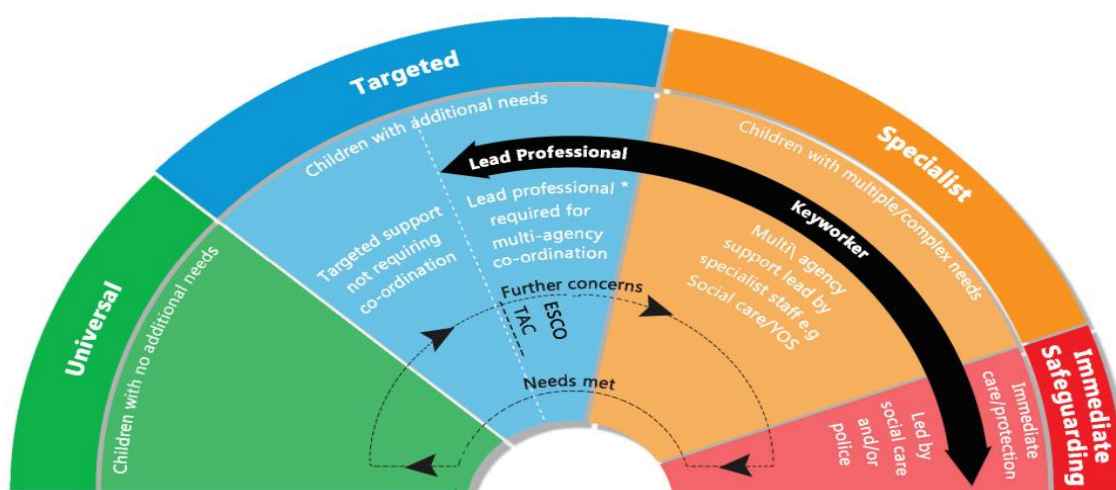 Universal
Children with no additional needs
Targeted
Children with additional needs
Targeted support
not requiring
co-ordination
Lead Professional
Lead professional *
required for
multi-agency
co-ordination
Further concerns
ESCO
TAC
Needs met
Specialist
Children with multiple/complex needs
Keyworker
Multi\ agency
support lead by
specialist staff e.g
Social care/YOS
Immediate
Safeguarding
Immediate
care/protection
Led by
social care
and/or
police